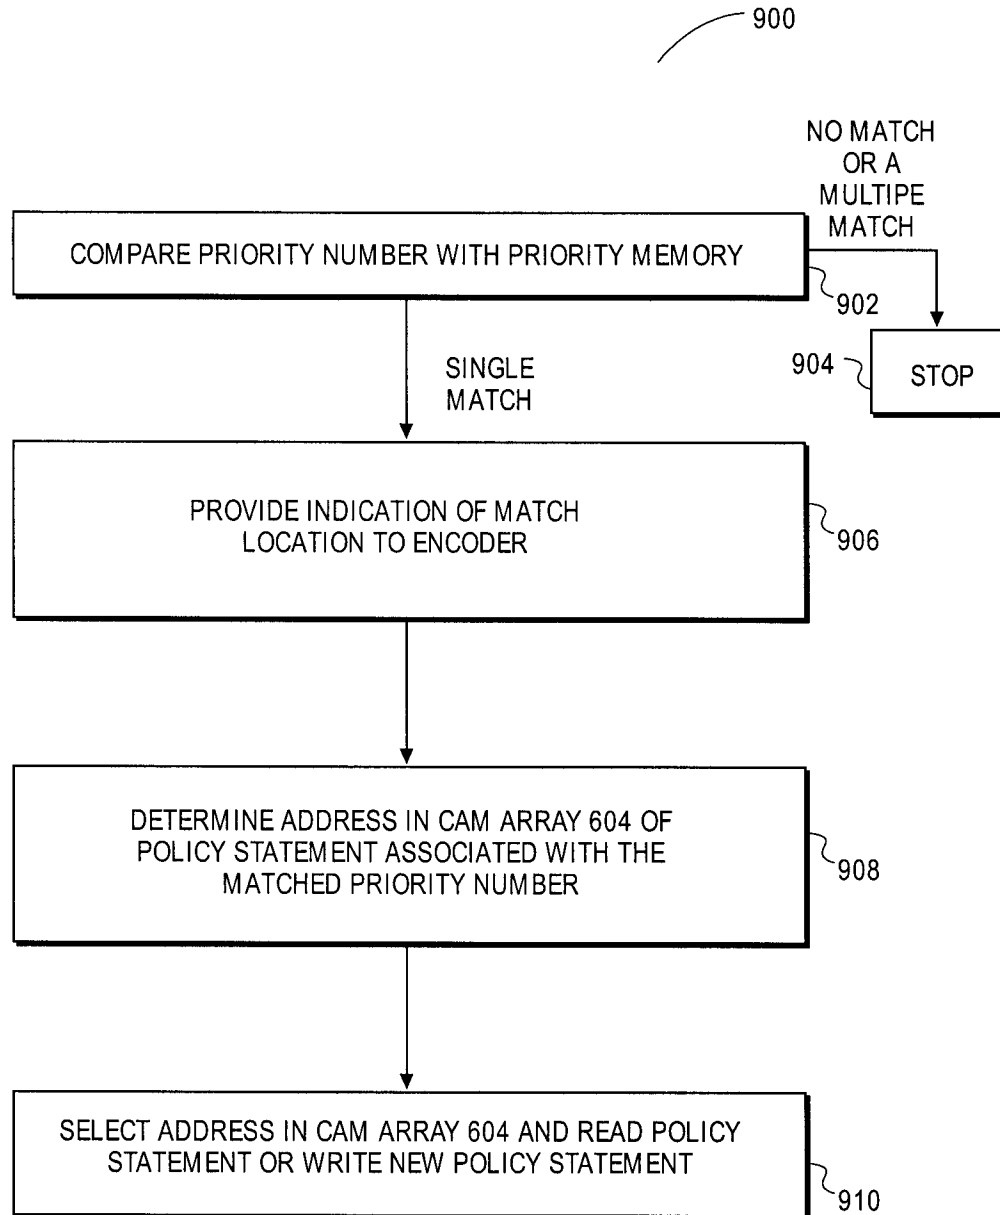 900
NO MATCH
OR A
MULTIPE
MATCH
COMPARE PRIORITY NUMBER WITH PRIORITY MEMORY
902
904
STOP
SINGLE
MATCH
PROVIDE INDICATION OF MATCH
LOCATION TO ENCODER
906
DETERMINE ADDRESS IN CAM ARRAY 604 OF
POLICY STATEMENT ASSOCIATED WITH THE
MATCHED PRIORITY NUMBER
908
SELECT ADDRESS IN CAM ARRAY 604 AND READ POLICY
STATEMENT OR WRITE NEW POLICY STATEMENT
910